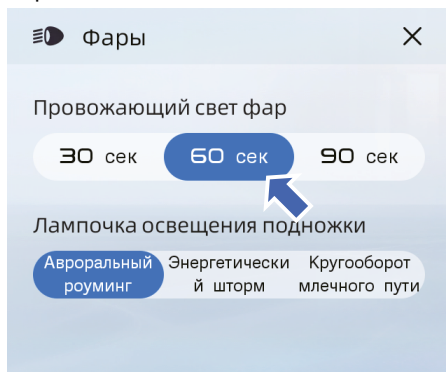 Фары
Провожающий свет фар
30 сек 60 сек 90 сек
Лампочка освещения подножки
Авроральный Энергетически Кругооборот
роуминг й шторм млечного пути